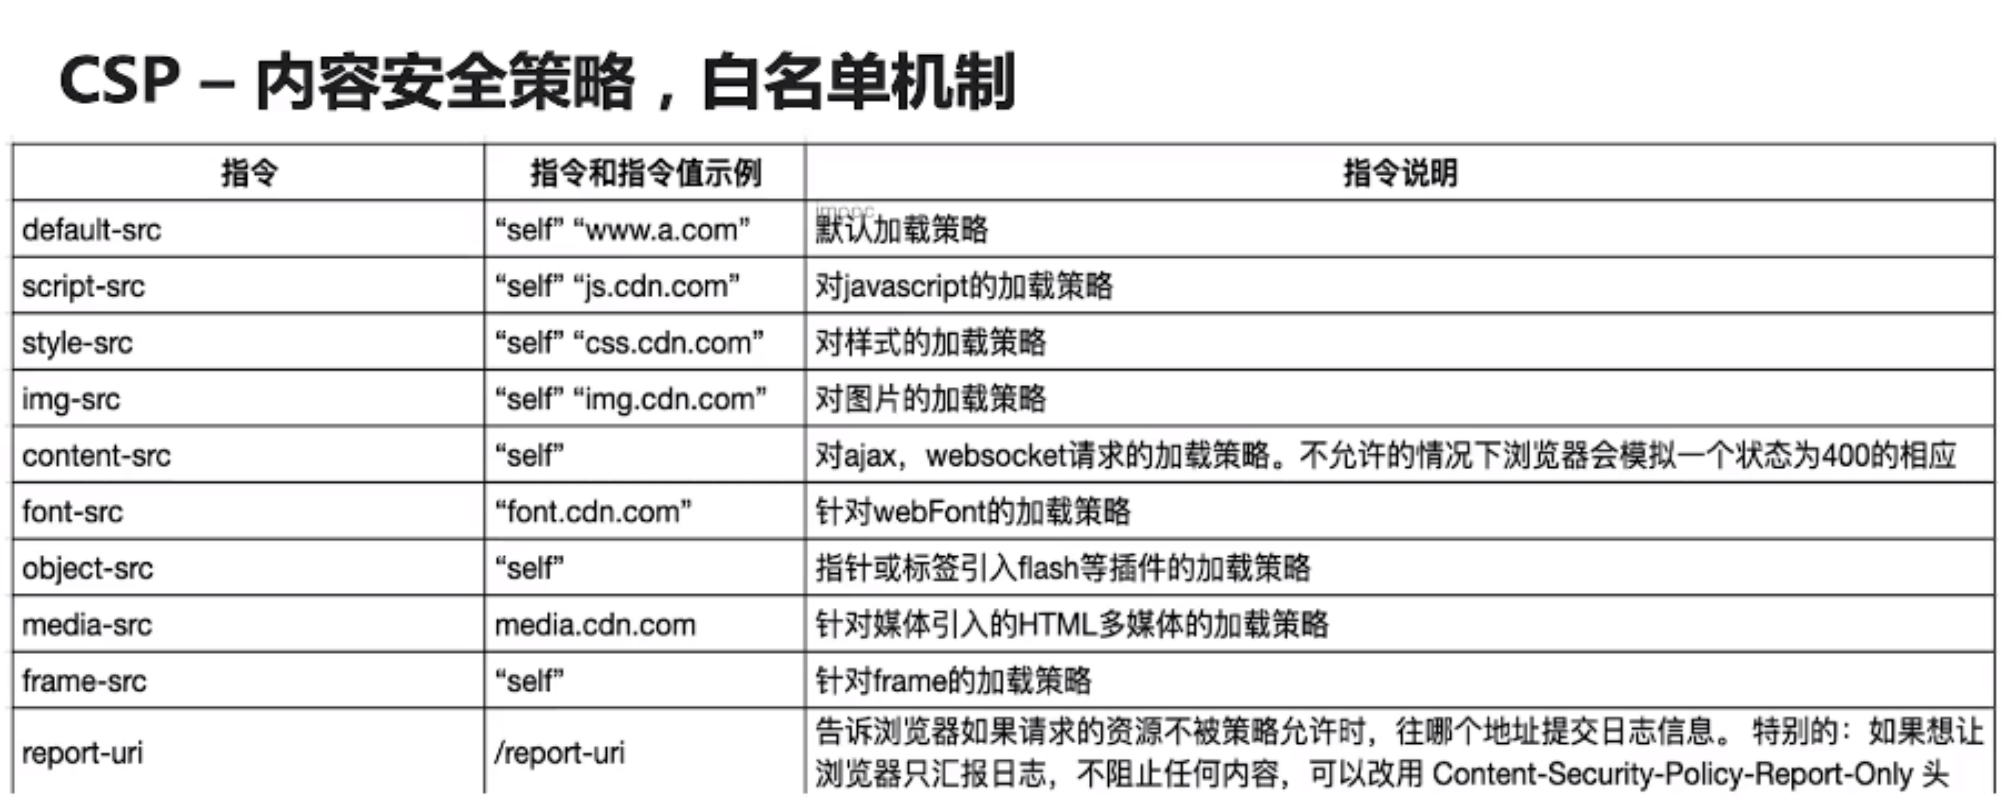 CSP – 内容安全策略，白名单机制
指令 指令和指令值示例 指令说明
default-src “self” “www.a.com” 默认加载策略
script-src “self” “js.cdn.com” 对javascript的加载策略
style-src “self” “css.cdn.com” 对样式的加载策略
img-src “self” “img.cdn.com” 对图片的加载策略
content-src “self” 对ajax，websocket请求的加载策略。不允许的情况下浏览器会模拟一个状态为400的相应
font-src “font.cdn.com” 针对webFont的加载策略
object-src “self” 指针或标签引入flash等插件的加载策略
media-src media.cdn.com 针对媒体引入的HTML多媒体的加载策略
frame-src “self” 针对frame的加载策略
report-uri /report-uri 告诉浏览器如果请求的资源不被策略允许时，往哪个地址提交日志信息。 特别的：如果想让
浏览器只汇报日志，不阻止任何内容，可以改用 Content-Security-Policy-Report-Only 头